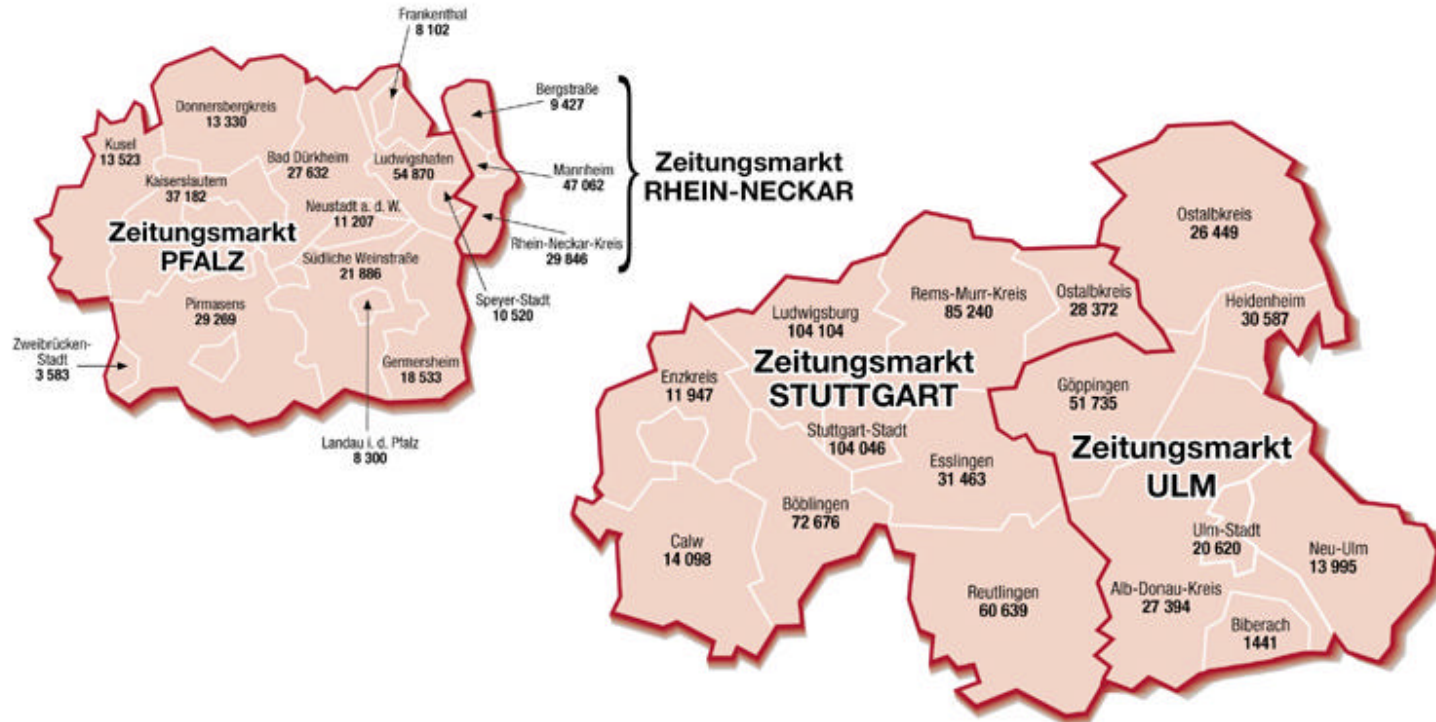 Frankenthal
8 102
Donnersbergkreis
13 330
Kusel
13 523
Kaiserslautern
37 182
Bad Dürkheim
27 632
Ludwigshafen
54 870
Neustadt a. d. W.
11 207
Zeitungsmarkt
PFALZ
Südliche Weinstraße
21 886
Pirmasens
29 269
Zweibrücken-
Stadt
3 583
Germersheim
18 533
Landau i. d. Pfalz
8 300
Speyer-Stadt
10 520
Bergstraße
9 427
Mannheim
47 062
Rhein-Neckar-Kreis
29 846
Zeitungsmarkt
RHEIN-NECKAR
Ludwigsburg
104 104
Rems-Murr-Kreis
85 240
Ostalbkreis
28 372
Zeitungsmarkt
STUTTGART
Enzkreis
11 947
Stuttgart-Stadt
104 046
Esslingen
31 463
Böblingen
72 676
Calw
14 098
Reutlingen
60 639
Ostalbkreis
26 449
Heidenheim
30 587
Göppingen
51 735
Zeitungsmarkt
ULM
Ulm-Stadt
20 620
Neu-Ulm
13 995
Alb-Donau-Kreis
27 394
Biberach
1441